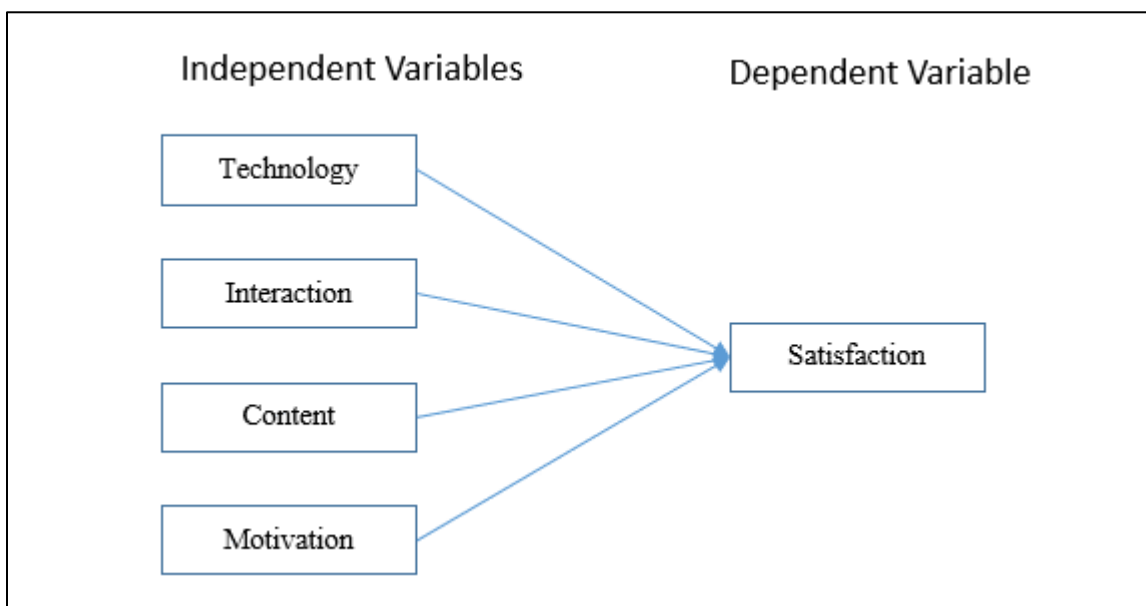 Independent Variables
Dependent Variable
Technology
Interaction
Content
Motivation
Satisfaction